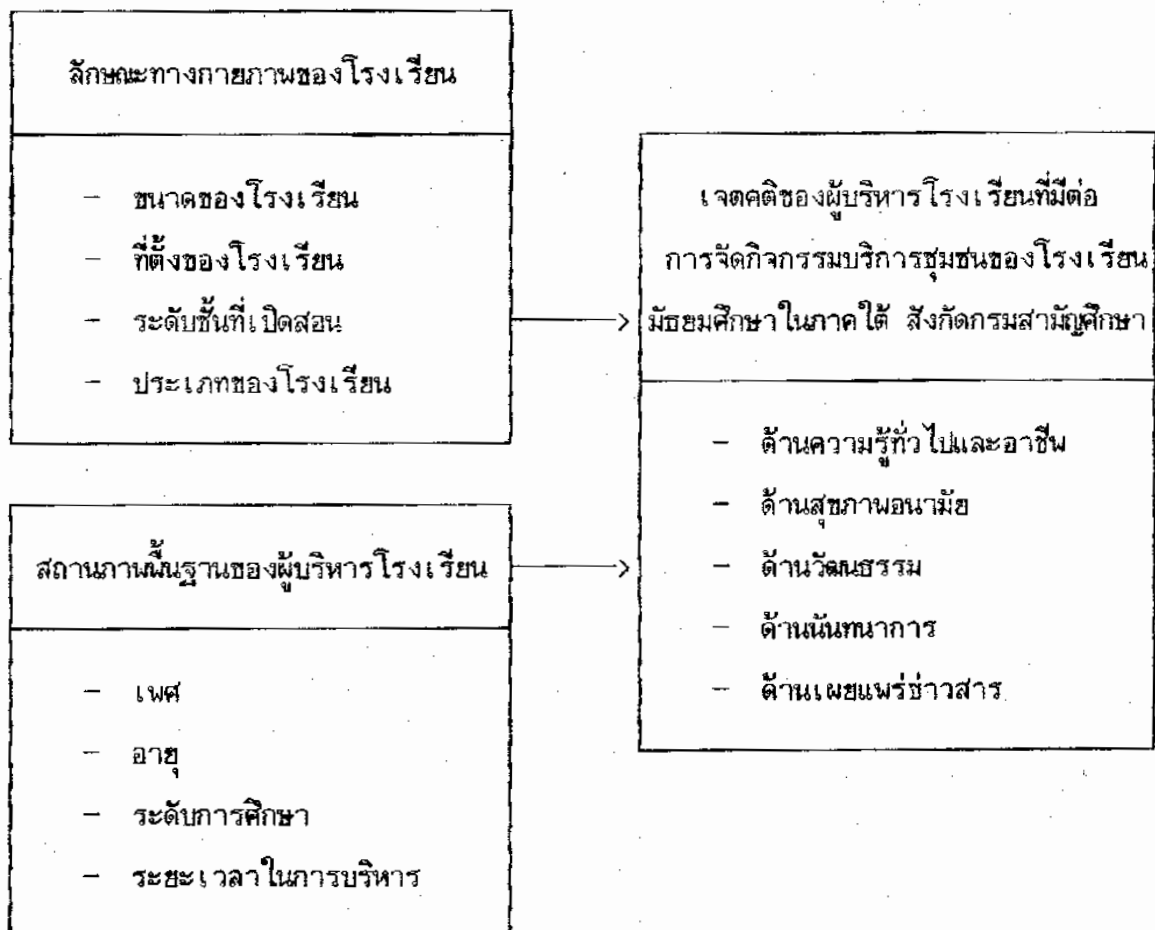 ลักษณะทางกายภาพของโรงเรียน
- ขนาดของโรงเรียน
- ที่ตั้งของโรงเรียน
- ระดับชั้นที่เปิดสอน
- ประเภทของโรงเรียน
สถานภาพพื้นฐานของผู้บริหารโรงเรียน
- เพศ
- อายุ
- ระดับการศึกษา
- ระยะเวลาในการบริหาร
เจตคติของผู้บริหารโรงเรียนที่มีต่อ
การจัดกิจกรรมบริการชุมชนของโรงเรียน
มัธยมศึกษาในภาคใต้ สังกัดกรมสามัญศึกษา
- ด้านความรู้ทั่วไปและอาชีพ
- ด้านสุขภาพอนามัย
- ด้านวัฒนธรรม
- ด้านนันทนาการ
- ด้านเผยแพร่ข่าวสาร